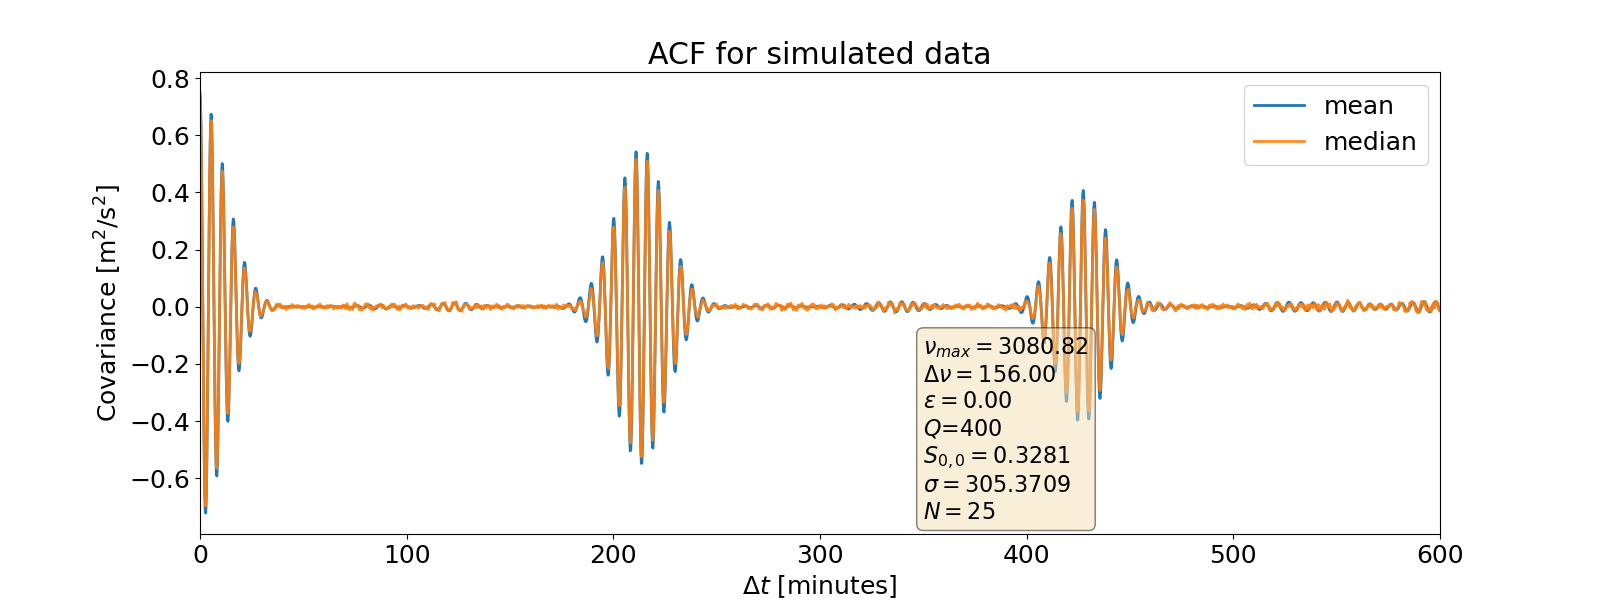 ACF for simulated data
Covariance [m²/s²]
0.8
0.6
0.4
0.2
0.0
−0.2
−0.4
−0.6
mean
median
ν_max = 3080.82
Δν = 156.00
ε = 0.00
Q=400
S_0,0 = 0.3281
σ = 305.3709
N = 25
0 100 200 300 400 500 600
Δt [minutes]